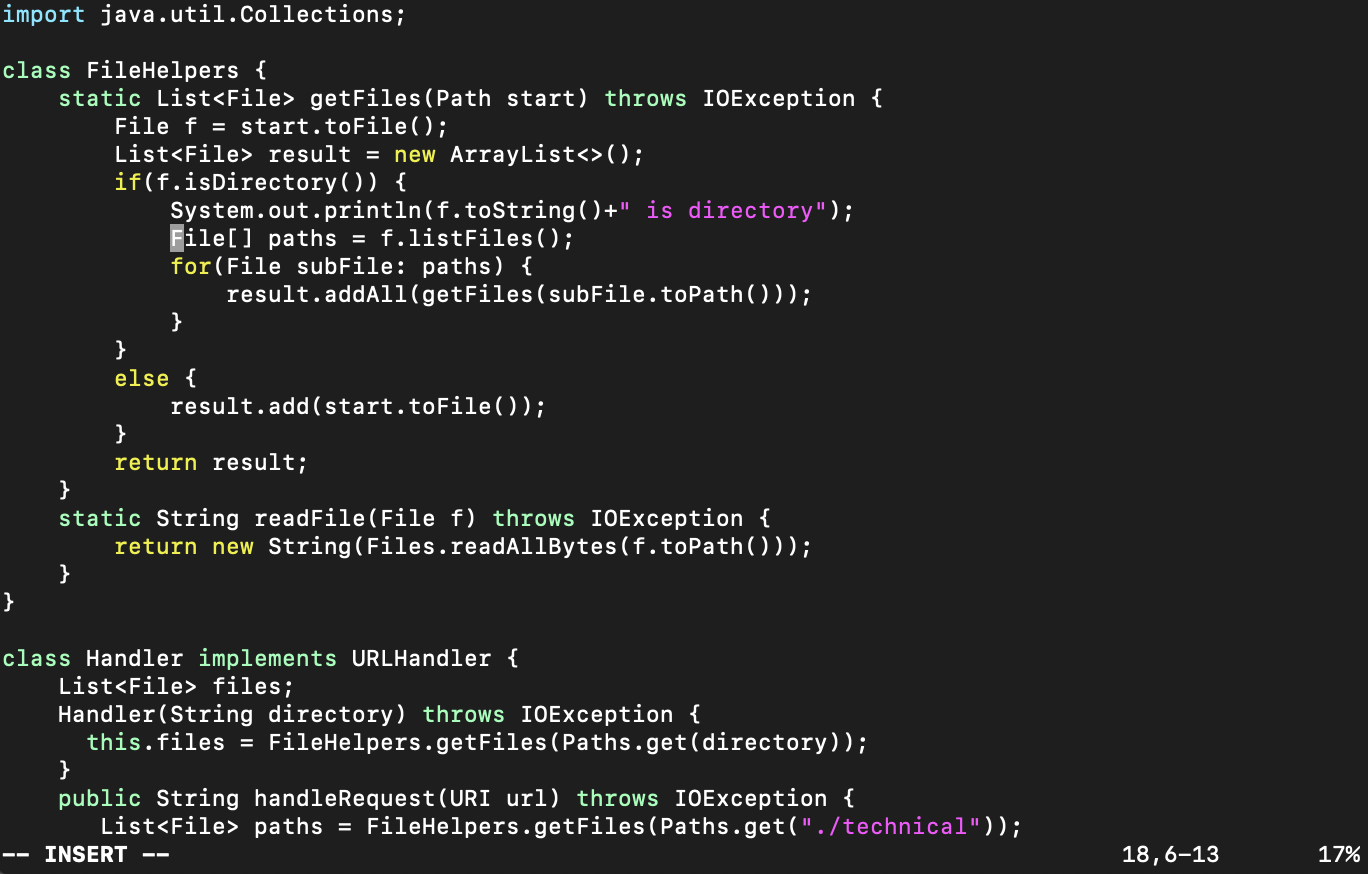 import java.util.Collections;

class FileHelpers {
    static List<File> getFiles(Path start) throws IOException {
        File f = start.toFile();
        List<File> result = new ArrayList<>();
        if(f.isDirectory()) {
            System.out.println(f.toString()+" is directory");
            File[] paths = f.listFiles();
            for(File subFile: paths) {
                result.addAll(getFiles(subFile.toPath()));
            }
        }
        else {
            result.add(start.toFile());
        }
        return result;
    }
    static String readFile(File f) throws IOException {
        return new String(Files.readAllBytes(f.toPath()));
    }
}

class Handler implements URLHandler {
    List<File> files;
    Handler(String directory) throws IOException {
      this.files = FileHelpers.getFiles(Paths.get(directory));
    }
    public String handleRequest(URI url) throws IOException {
       List<File> paths = FileHelpers.getFiles(Paths.get("./technical"));
-- INSERT -- 18,6-13 17%